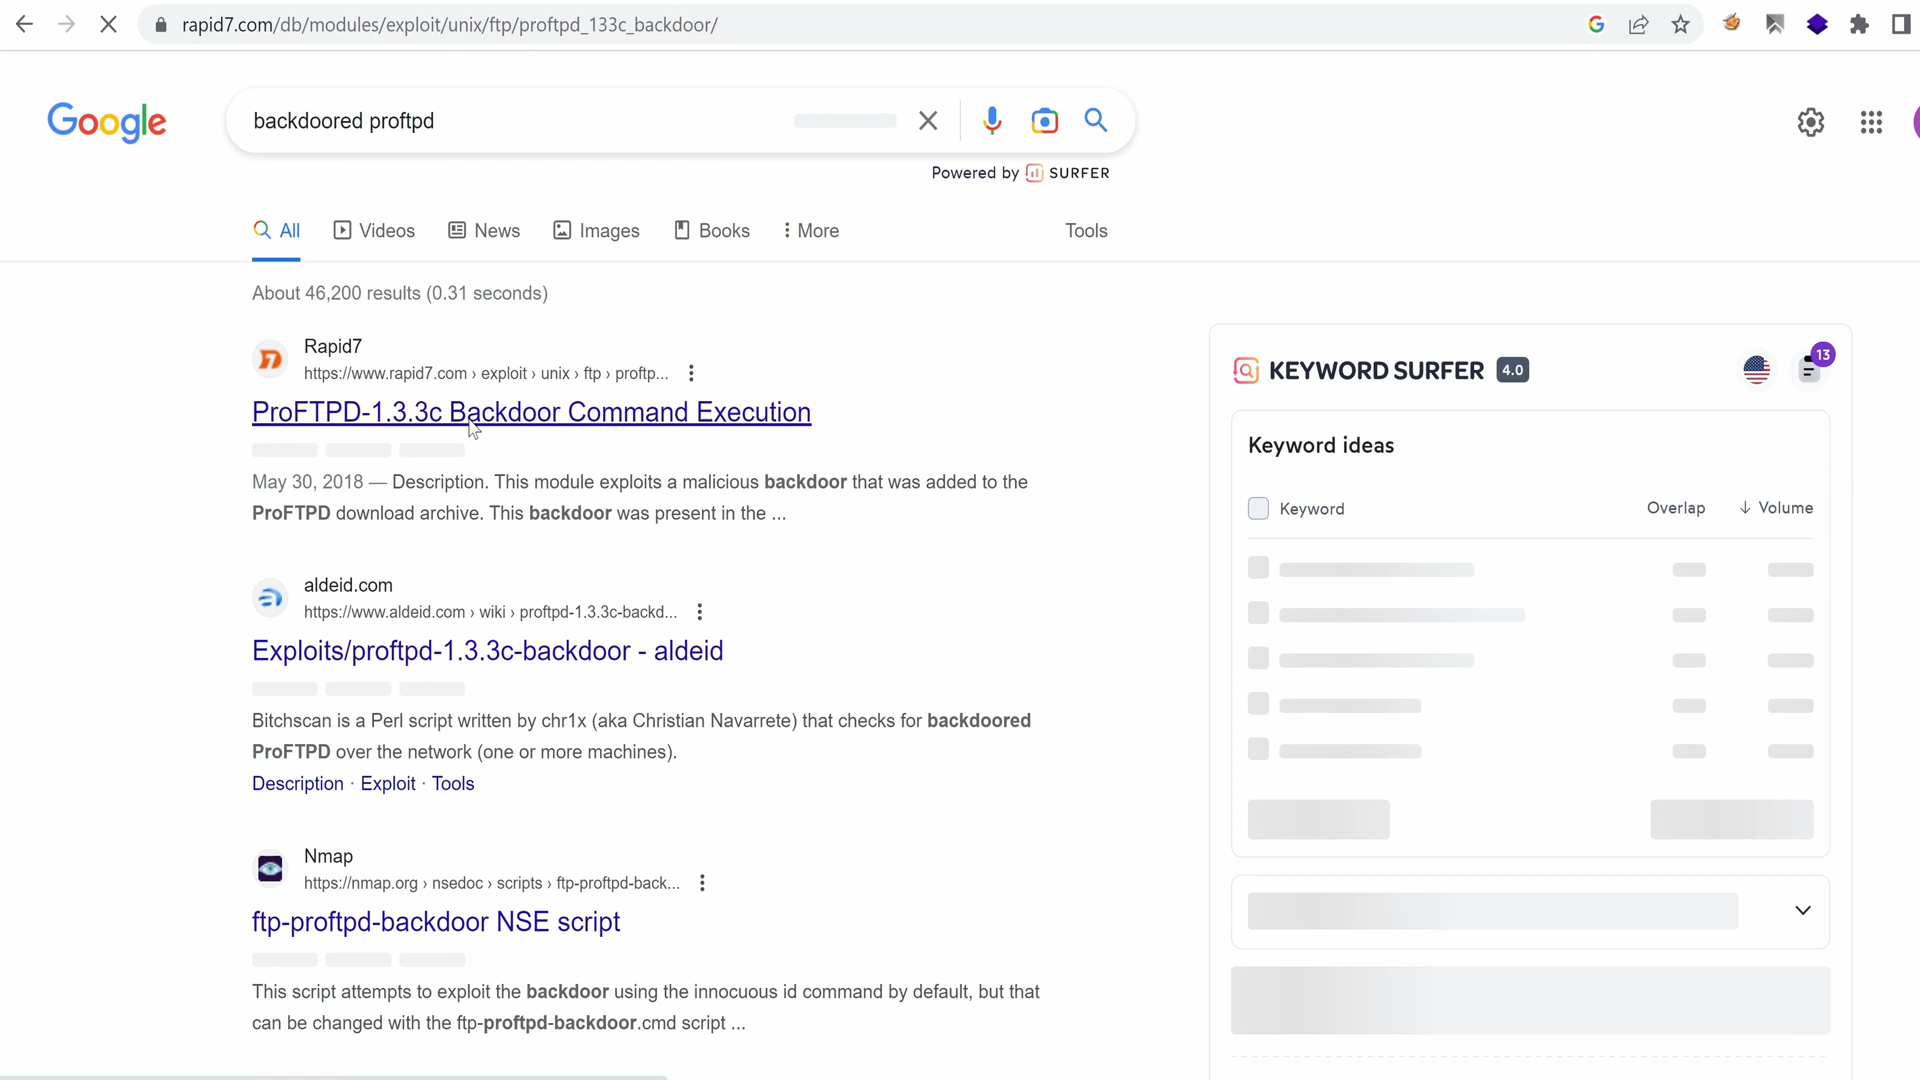 rapid7.com/db/modules/exploit/unix/ftp/proftpd_133c_backdoor/
Google
backdoored proftpd
Powered by SURFER
All Videos News Images Books More Tools
About 46,200 results (0.31 seconds)
Rapid7
https://www.rapid7.com › exploit › unix › ftp › proftp...
ProFTPD-1.3.3c Backdoor Command Execution
May 30, 2018 — Description. This module exploits a malicious backdoor that was added to the
ProFTPD download archive. This backdoor was present in the ...
aldeid.com
https://www.aldeid.com › wiki › proftpd-1.3.3c-backd...
Exploits/proftpd-1.3.3c-backdoor - aldeid
Bitchscan is a Perl script written by chr1x (aka Christian Navarrete) that checks for backdoored
ProFTPD over the network (one or more machines).
Description · Exploit · Tools
Nmap
https://nmap.org › nsedoc › scripts › ftp-proftpd-back...
ftp-proftpd-backdoor NSE script
This script attempts to exploit the backdoor using the innocuous id command by default, but that
can be changed with the ftp-proftpd-backdoor.cmd script ...
KEYWORD SURFER 4.0
13
Keyword ideas
Keyword Overlap Volume